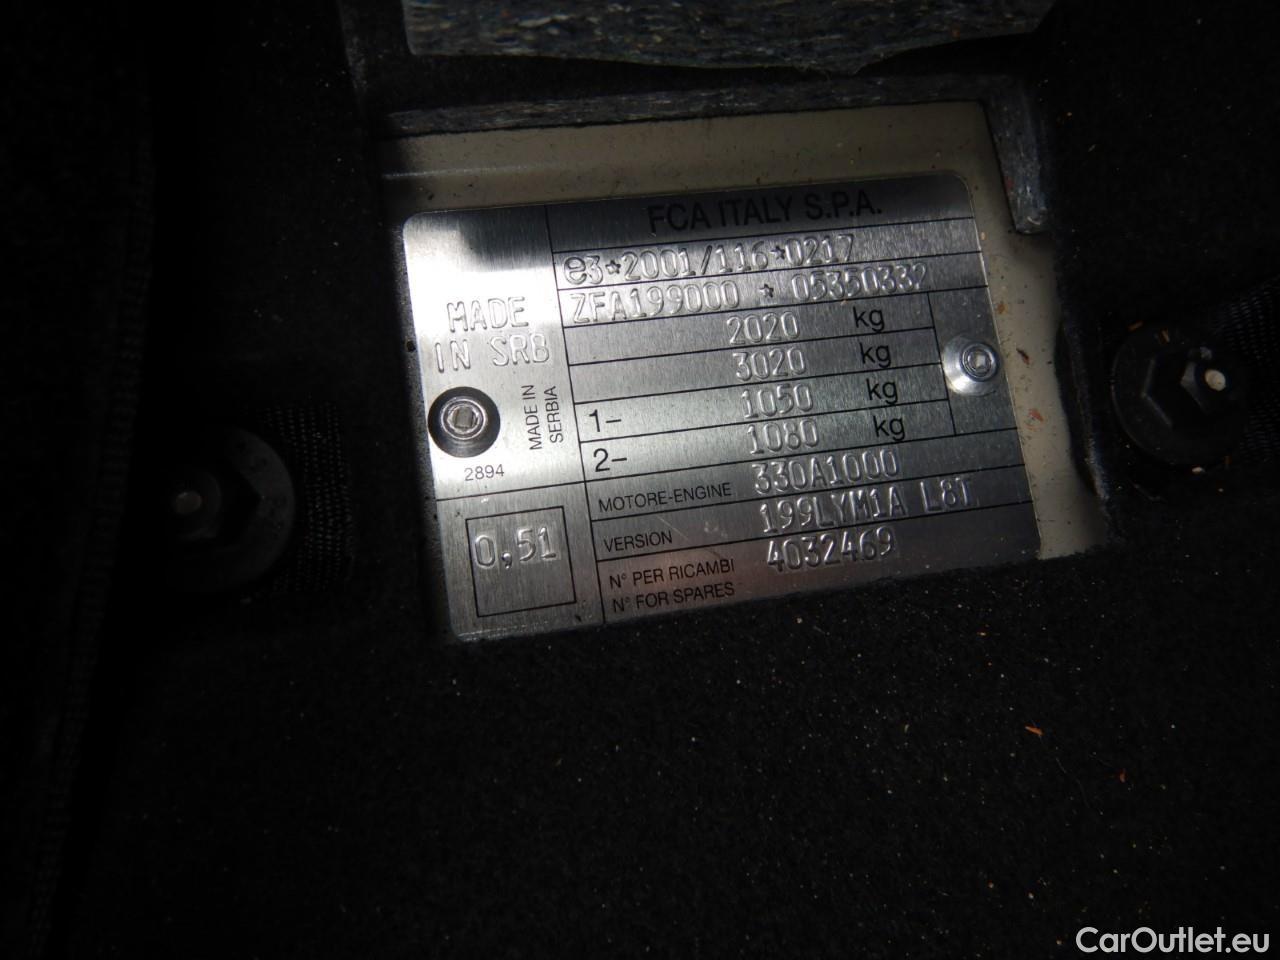 FCA ITALY S.P.A.
e3*2001/116*0217
ZFA199000 * 05350332
MADE IN SRB
2020 kg
3020 kg
1- 1050 kg
2- 1080 kg
MADE IN SERBIA
2894
MOTORE-ENGINE 330A1000
VERSION 199LYM1A L8T
N° PER RICAMBI
N° FOR SPARES 4032469
0,51
CarOutlet.eu